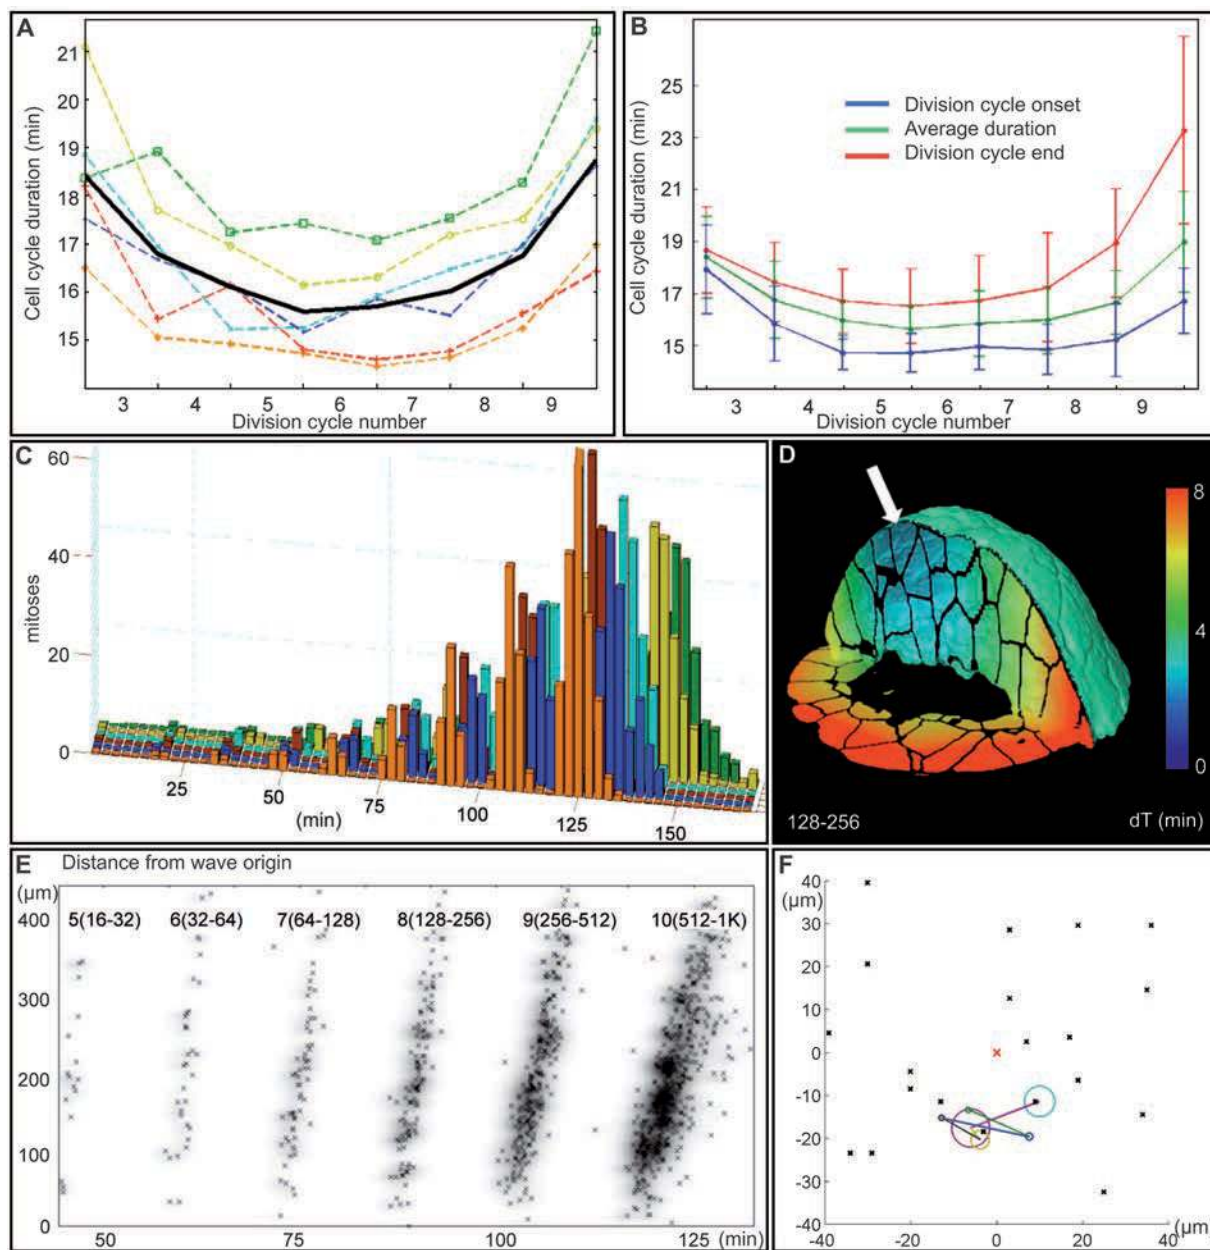 A
21
20
19
18
17
16
15
Cell cycle duration (min)
3 4 5 6 7 8 9
Division cycle number
B
25
23
21
19
17
15
Cell cycle duration (min)
Division cycle onset
Average duration
Division cycle end
3 4 5 6 7 8 9
Division cycle number
C
60
40
20
0
mitoses
25 50 75 100 125 150
(min)
D
8
4
0
128-256
dT (min)
E
Distance from wave origin
(µm)
400
300
200
100
0
5(16-32) 6(32-64) 7(64-128) 8(128-256) 9(256-512) 10(512-1K)
50 75 100 125 (min)
F
40
(µm)
30
20
10
0
-10
-20
-30
-40
-40 -20 0 20 40 (µm)